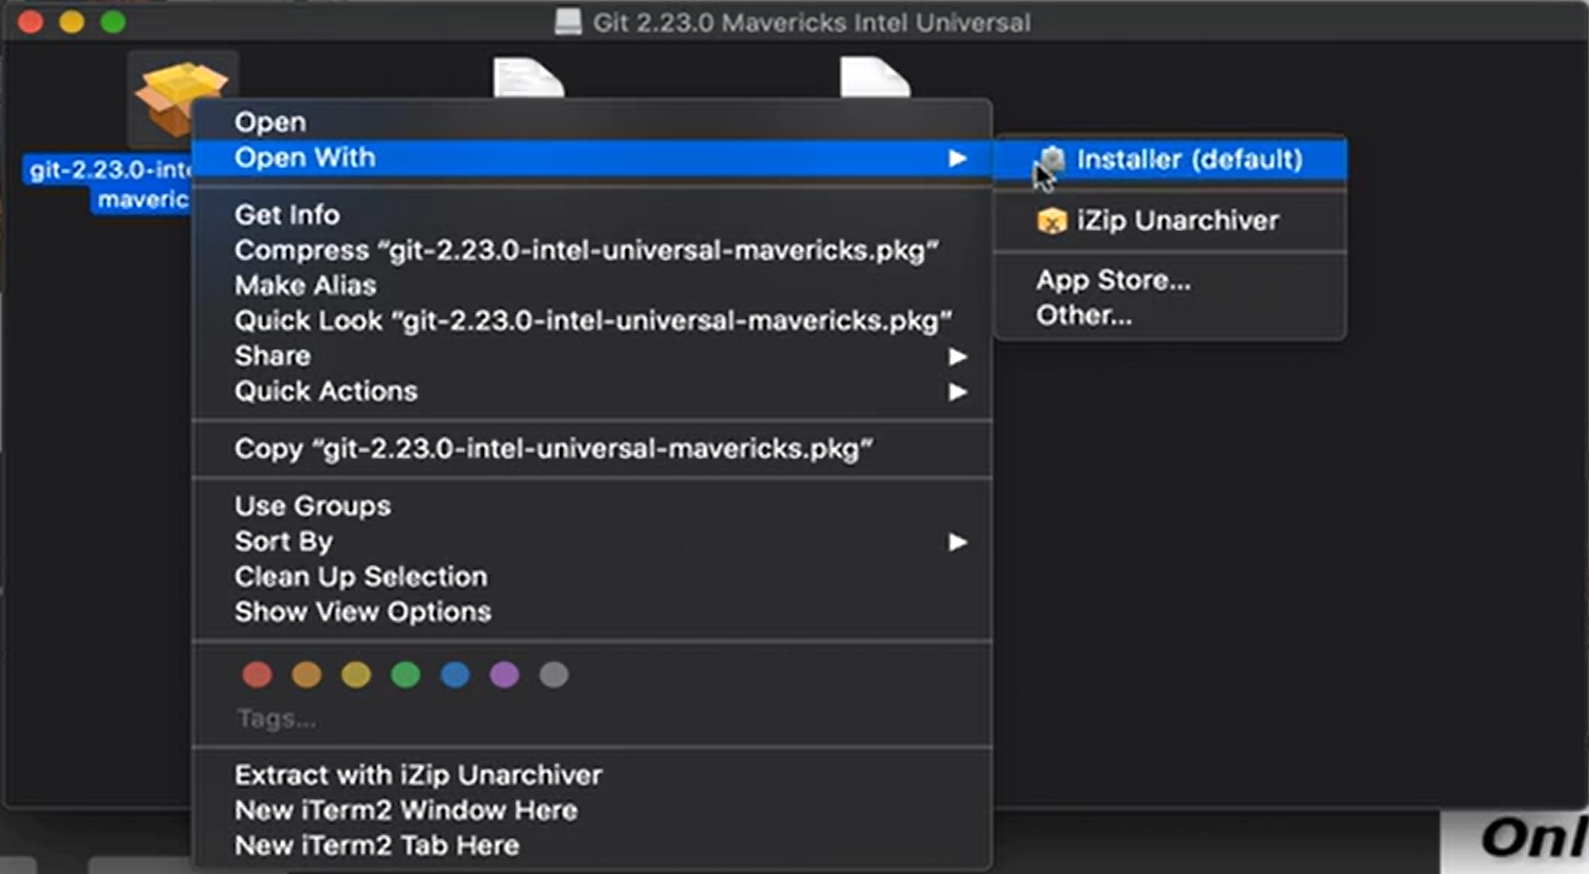 Git 2.23.0 Mavericks Intel Universal
git-2.23.0-inte
maveric
Open
Open With
Installer (default)
iZip Unarchiver
App Store...
Other...
Get Info
Compress “git-2.23.0-intel-universal-mavericks.pkg”
Make Alias
Quick Look “git-2.23.0-intel-universal-mavericks.pkg”
Share
Quick Actions
Copy “git-2.23.0-intel-universal-mavericks.pkg”
Use Groups
Sort By
Clean Up Selection
Show View Options
Tags...
Extract with iZip Unarchiver
New iTerm2 Window Here
New iTerm2 Tab Here
Onl